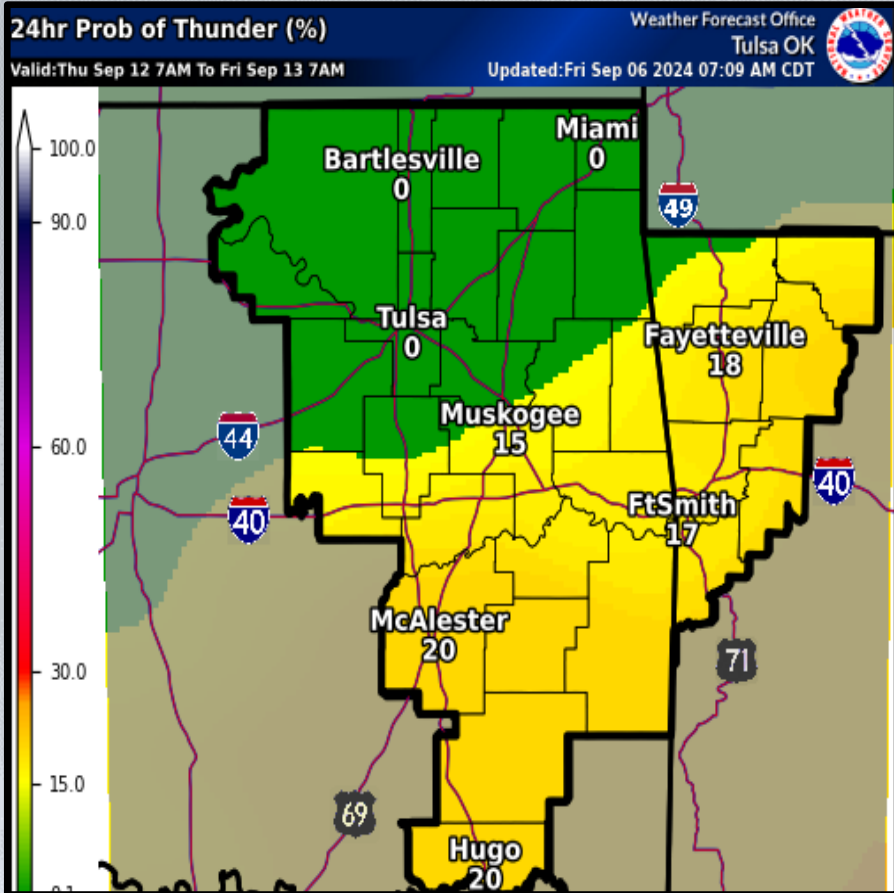 24hr Prob of Thunder (%)
Weather Forecast Office
Tulsa OK
Valid:Thu Sep 12 7AM To Fri Sep 13 7AM
Updated:Fri Sep 06 2024 07:09 AM CDT
100.0
90.0
60.0
30.0
15.0
Miami
0
Bartlesville
0
49
Tulsa
0
Fayetteville
18
Muskogee
15
44
40
40
FtSmith
17
McAlester
20
71
69
Hugo
20